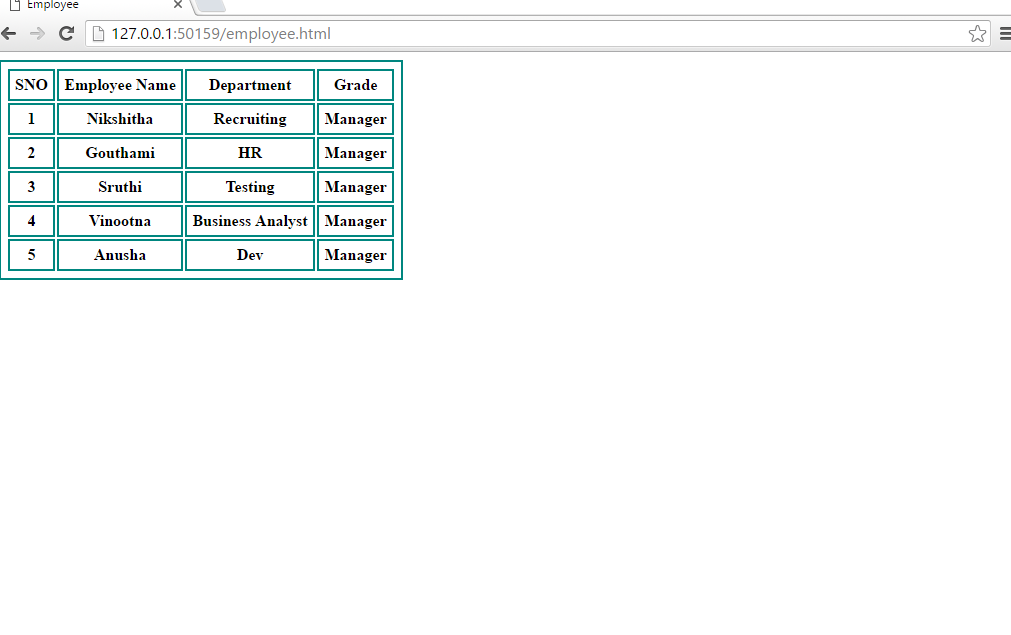 Employee
127.0.0.1:50159/employee.html
SNO Employee Name Department Grade
1 Nikshitha Recruiting Manager
2 Gouthami HR Manager
3 Sruthi Testing Manager
4 Vinootna Business Analyst Manager
5 Anusha Dev Manager